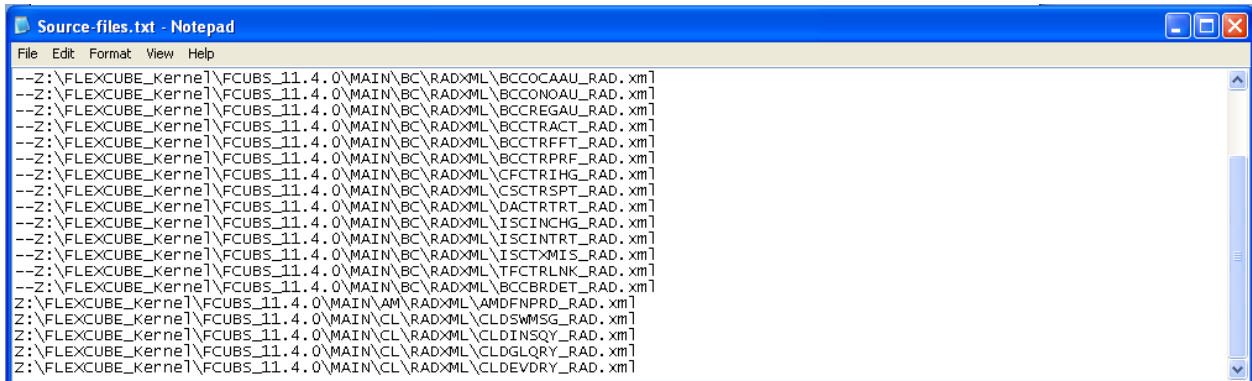 Source-files.txt - Notepad
File Edit Format View Help
--Z:\FLEXCUBE_Kernel\FCUBS_11.4.0\MAIN\BC\RADXML\BCCOCAAU_RAD.xml
--Z:\FLEXCUBE_Kernel\FCUBS_11.4.0\MAIN\BC\RADXML\BCCONOAU_RAD.xml
--Z:\FLEXCUBE_Kernel\FCUBS_11.4.0\MAIN\BC\RADXML\BCCREGAU_RAD.xml
--Z:\FLEXCUBE_Kernel\FCUBS_11.4.0\MAIN\BC\RADXML\BCCTRACT_RAD.xml
--Z:\FLEXCUBE_Kernel\FCUBS_11.4.0\MAIN\BC\RADXML\BCCTRFFT_RAD.xml
--Z:\FLEXCUBE_Kernel\FCUBS_11.4.0\MAIN\BC\RADXML\BCCTRPRF_RAD.xml
--Z:\FLEXCUBE_Kernel\FCUBS_11.4.0\MAIN\BC\RADXML\CFCTRIHG_RAD.xml
--Z:\FLEXCUBE_Kernel\FCUBS_11.4.0\MAIN\BC\RADXML\CSCTRSPT_RAD.xml
--Z:\FLEXCUBE_Kernel\FCUBS_11.4.0\MAIN\BC\RADXML\DACTRTRT_RAD.xml
--Z:\FLEXCUBE_Kernel\FCUBS_11.4.0\MAIN\BC\RADXML\ISCINCHG_RAD.xml
--Z:\FLEXCUBE_Kernel\FCUBS_11.4.0\MAIN\BC\RADXML\ISCINTRT_RAD.xml
--Z:\FLEXCUBE_Kernel\FCUBS_11.4.0\MAIN\BC\RADXML\ISCTXMIS_RAD.xml
--Z:\FLEXCUBE_Kernel\FCUBS_11.4.0\MAIN\BC\RADXML\TFCTRLNK_RAD.xml
--Z:\FLEXCUBE_Kernel\FCUBS_11.4.0\MAIN\BC\RADXML\BCCBRDET_RAD.xml
Z:\FLEXCUBE_Kernel\FCUBS_11.4.0\MAIN\AM\RADXML\AMDFNPRD_RAD.xml
Z:\FLEXCUBE_Kernel\FCUBS_11.4.0\MAIN\CL\RADXML\CLDSWMSG_RAD.xml
Z:\FLEXCUBE_Kernel\FCUBS_11.4.0\MAIN\CL\RADXML\CLDINSQY_RAD.xml
Z:\FLEXCUBE_Kernel\FCUBS_11.4.0\MAIN\CL\RADXML\CLDGLQRY_RAD.xml
Z:\FLEXCUBE_Kernel\FCUBS_11.4.0\MAIN\CL\RADXML\CLDEVDRY_RAD.xml